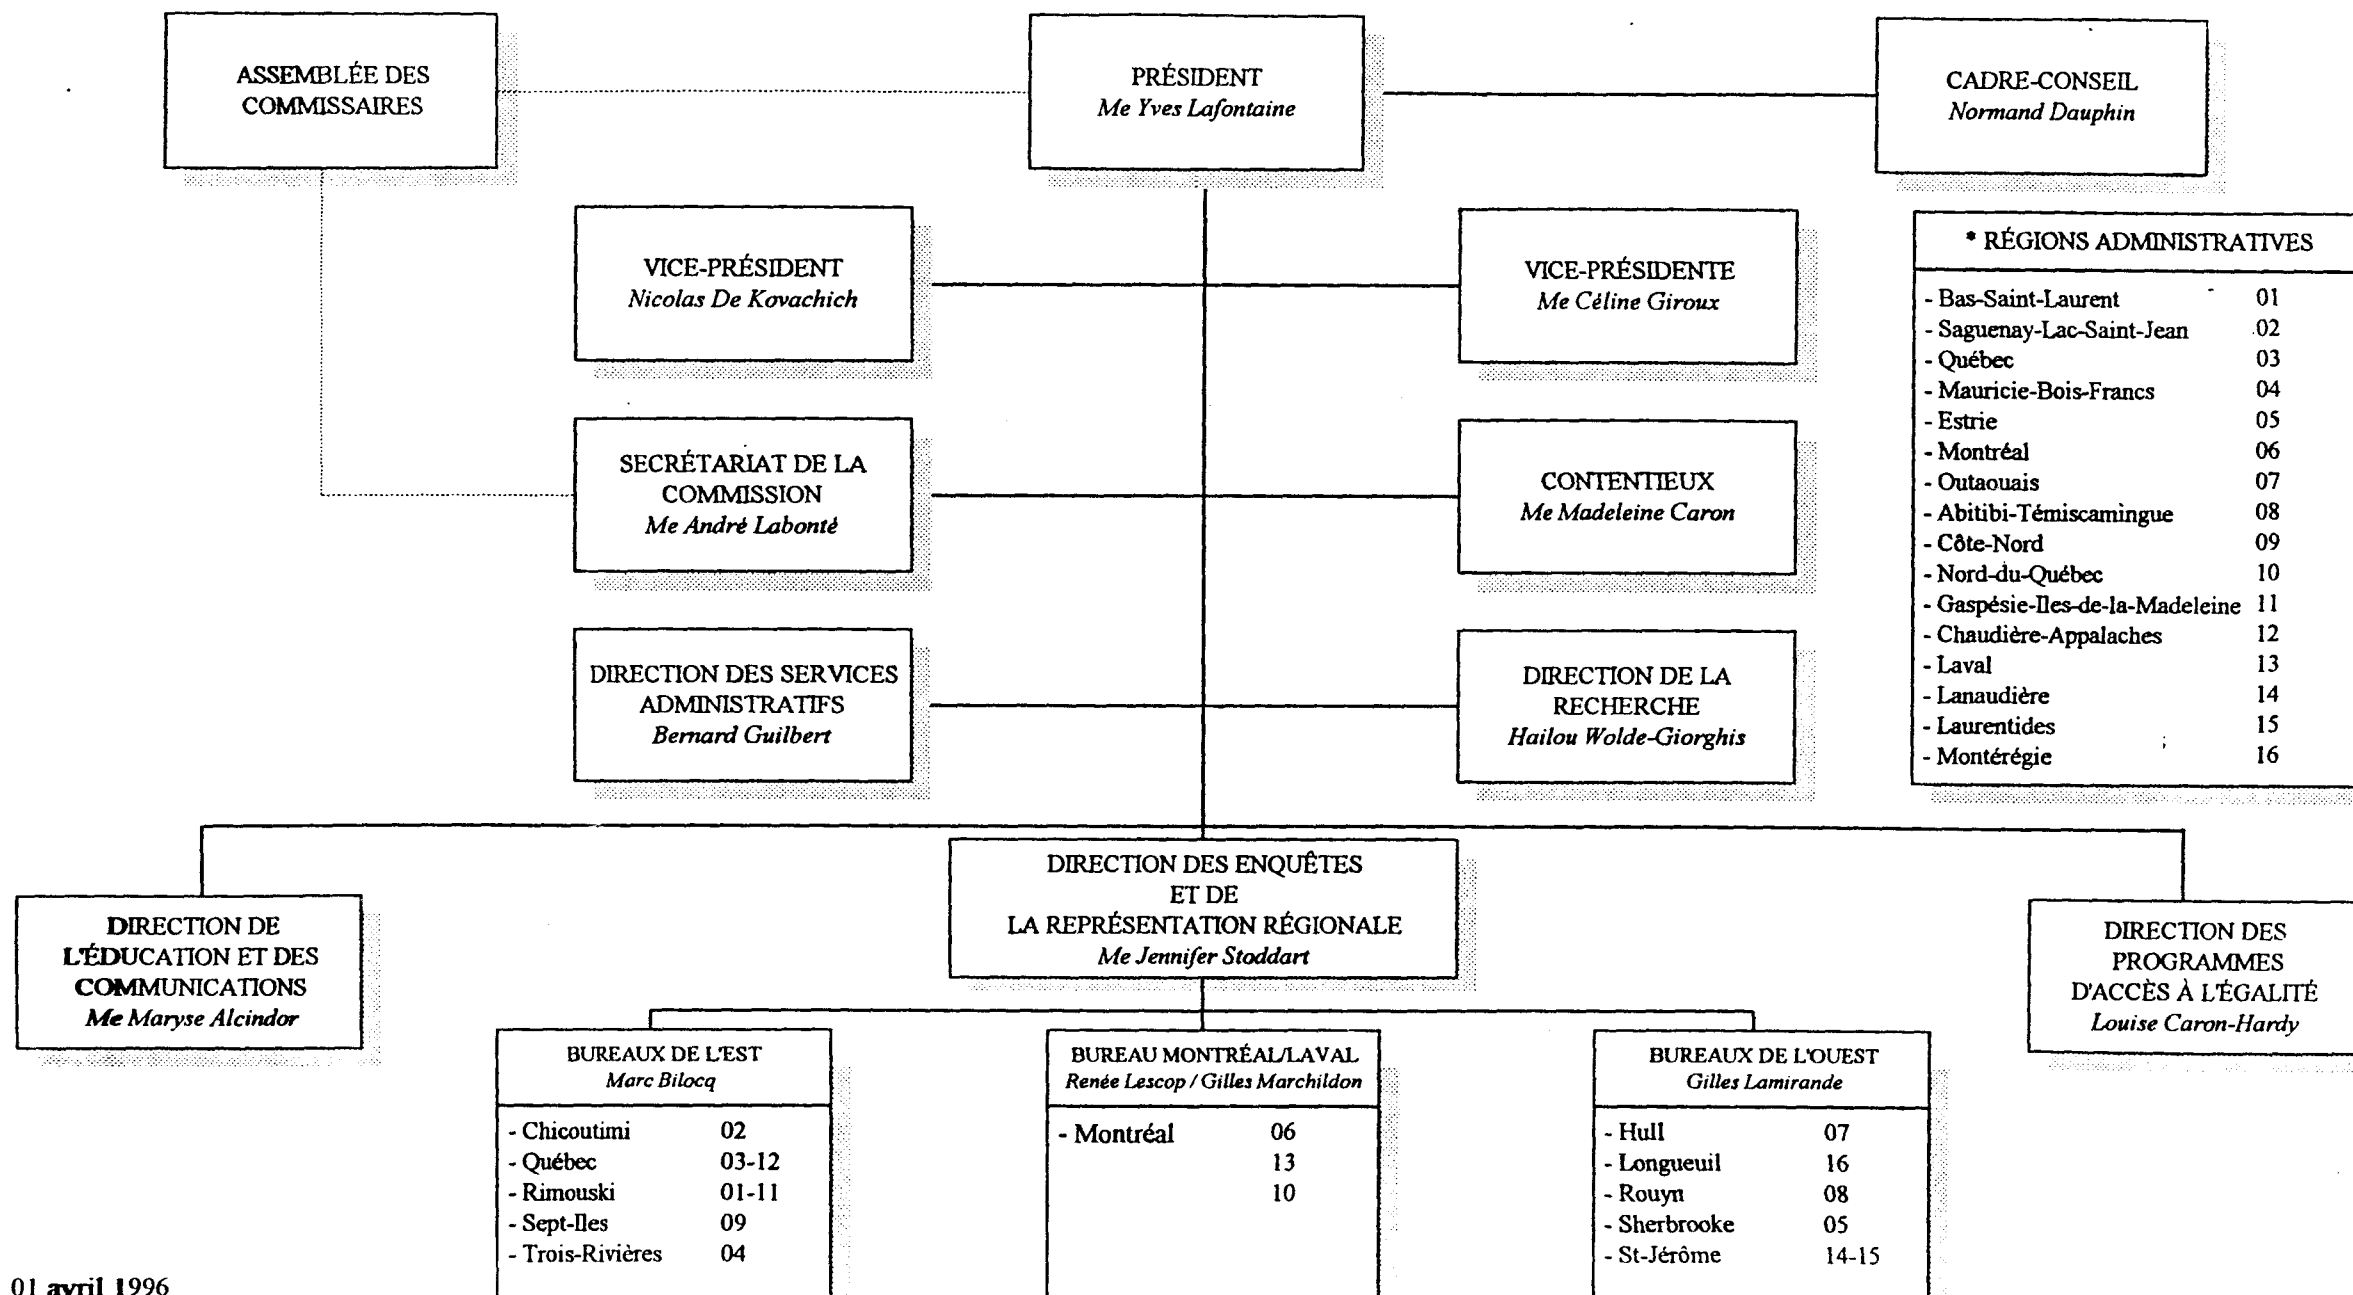 ASSEMBLÉE DES
COMMISSAIRES
PRÉSIDENT
Me Yves Lafontaine
CADRE-CONSEIL
Normand Dauphin
VICE-PRÉSIDENT
Nicolas De Kovachich
VICE-PRÉSIDENTE
Me Céline Giroux
SECRÉTARIAT DE LA
COMMISSION
Me André Labonté
CONTENTIEUX
Me Madeleine Caron
DIRECTION DES SERVICES
ADMINISTRATIFS
Bernard Guilbert
DIRECTION DE LA
RECHERCHE
Hailou Wolde-Giorghis
* RÉGIONS ADMINISTRATIVES
- Bas-Saint-Laurent 01
- Saguenay-Lac-Saint-Jean 02
- Québec 03
- Mauricie-Bois-Francs 04
- Estrie 05
- Montréal 06
- Outaouais 07
- Abitibi-Témiscamingue 08
- Côte-Nord 09
- Nord-du-Québec 10
- Gaspésie-Iles-de-la-Madeleine 11
- Chaudière-Appalaches 12
- Laval 13
- Lanaudière 14
- Laurentides 15
- Montérégie 16
DIRECTION DE
L'ÉDUCATION ET DES
COMMUNICATIONS
Me Maryse Alcindor
DIRECTION DES ENQUÊTES
ET DE
LA REPRÉSENTATION RÉGIONALE
Me Jennifer Stoddart
DIRECTION DES
PROGRAMMES
D'ACCÈS À L'ÉGALITÉ
Louise Caron-Hardy
BUREAUX DE L'EST
Marc Bilocq
- Chicoutimi 02
- Québec 03-12
- Rimouski 01-11
- Sept-Iles 09
- Trois-Rivières 04
BUREAU MONTRÉAL/LAVAL
Renée Lescop / Gilles Marchildon
- Montréal 06
13
10
BUREAUX DE L'OUEST
Gilles Lamirande
- Hull 07
- Longueuil 16
- Rouyn 08
- Sherbrooke 05
- St-Jérôme 14-15
01 avril 1996